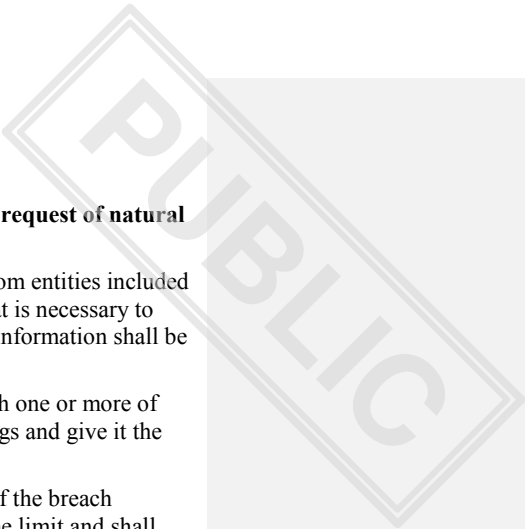 PUBLIC
request of natural
om entities included
is necessary to
information shall be
one or more of
gs and give it the
the breach
limit and shall